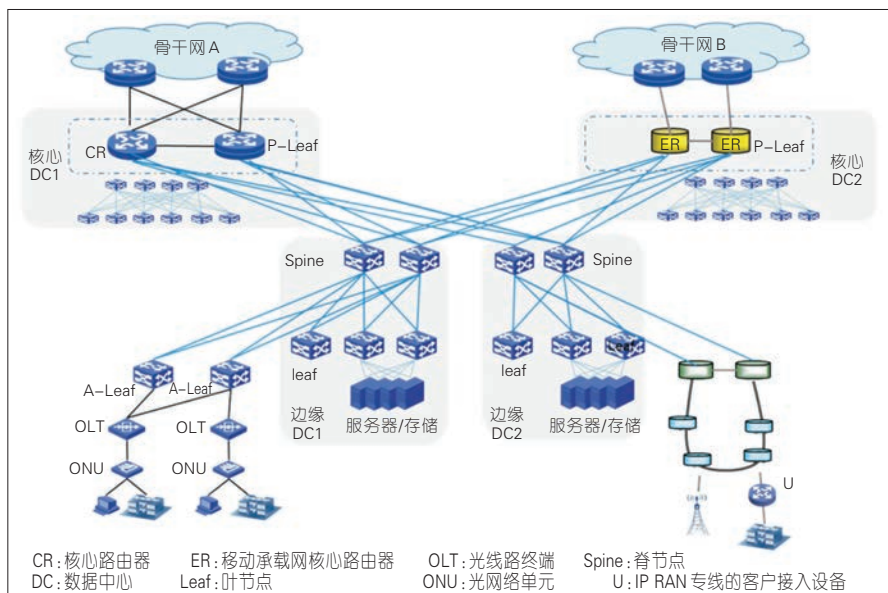 骨干网 A
骨干网 B
CR
P-Leaf
ER
ER
P-Leaf
核心
DC1
核心
DC2
Spine
Spine
leaf
leaf
Leaf
A-Leaf
A-Leaf
边缘
DC1
服务器/存储
边缘
DC2
服务器/存储
OLT
OLT
ONU
ONU
U
CR:核心路由器 ER:移动承载网核心路由器 OLT:光线路终端 Spine:脊节点
DC:数据中心 Leaf:叶节点 ONU:光网络单元 U:IP RAN 专线的客户接入设备